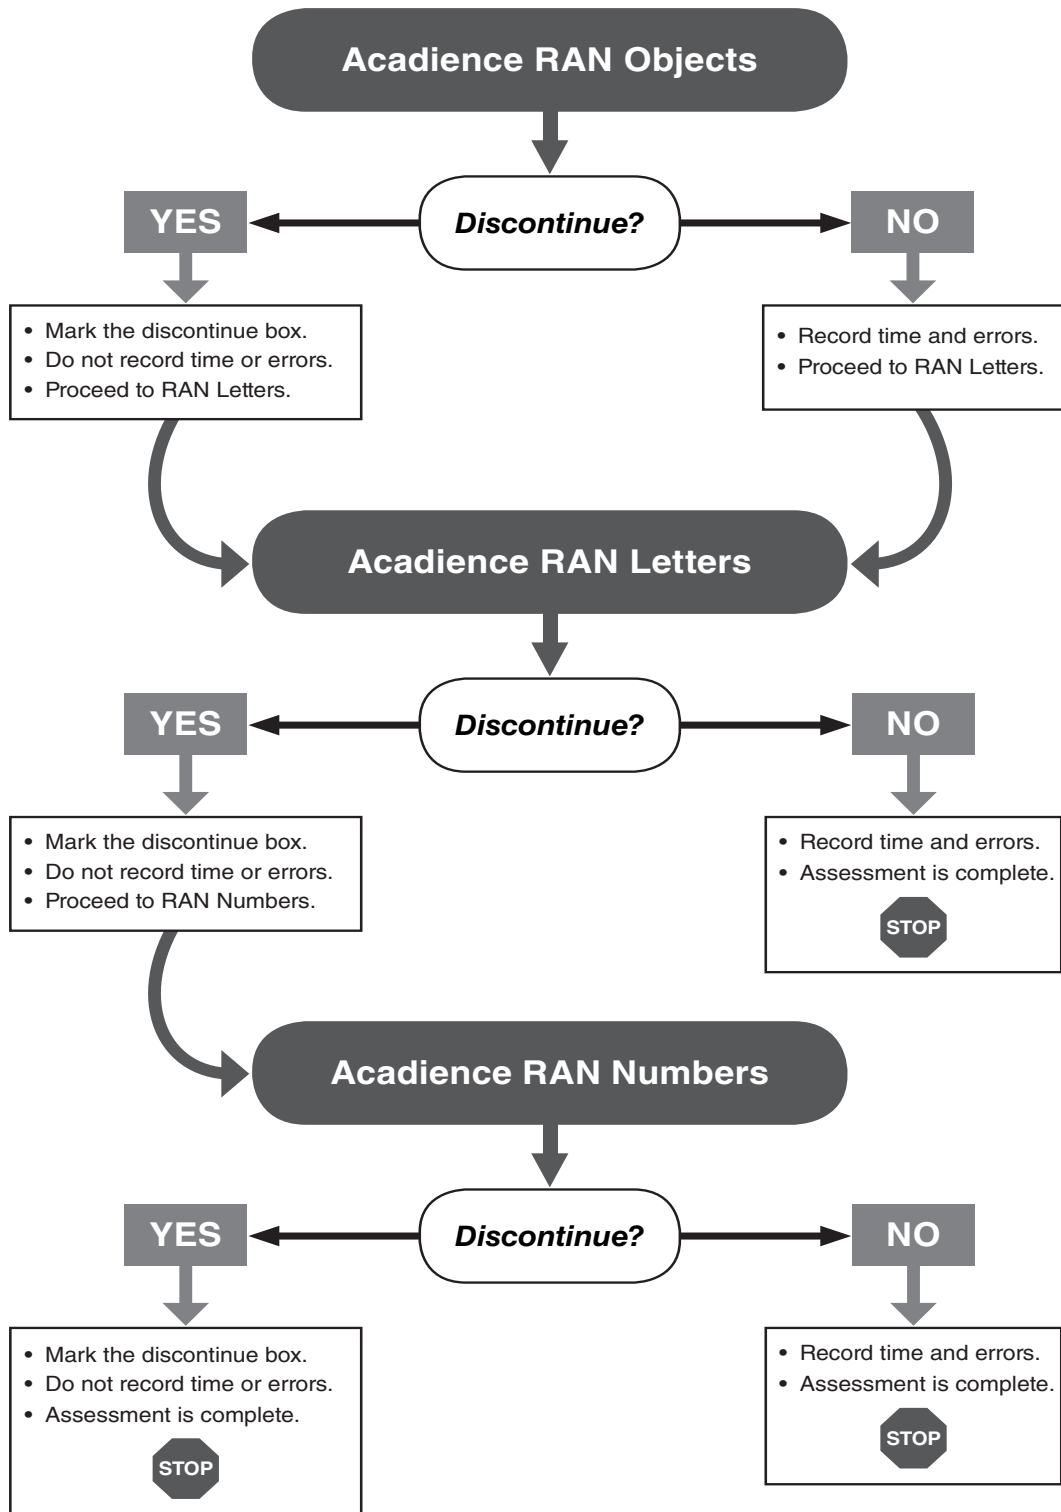 Acadience RAN Objects
Discontinue?
YES
NO
• Mark the discontinue box.
• Do not record time or errors.
• Proceed to RAN Letters.
• Record time and errors.
• Proceed to RAN Letters.
Acadience RAN Letters
Discontinue?
YES
NO
• Mark the discontinue box.
• Do not record time or errors.
• Proceed to RAN Numbers.
• Record time and errors.
• Assessment is complete.
STOP
Acadience RAN Numbers
Discontinue?
YES
NO
• Mark the discontinue box.
• Do not record time or errors.
• Assessment is complete.
STOP
• Record time and errors.
• Assessment is complete.
STOP